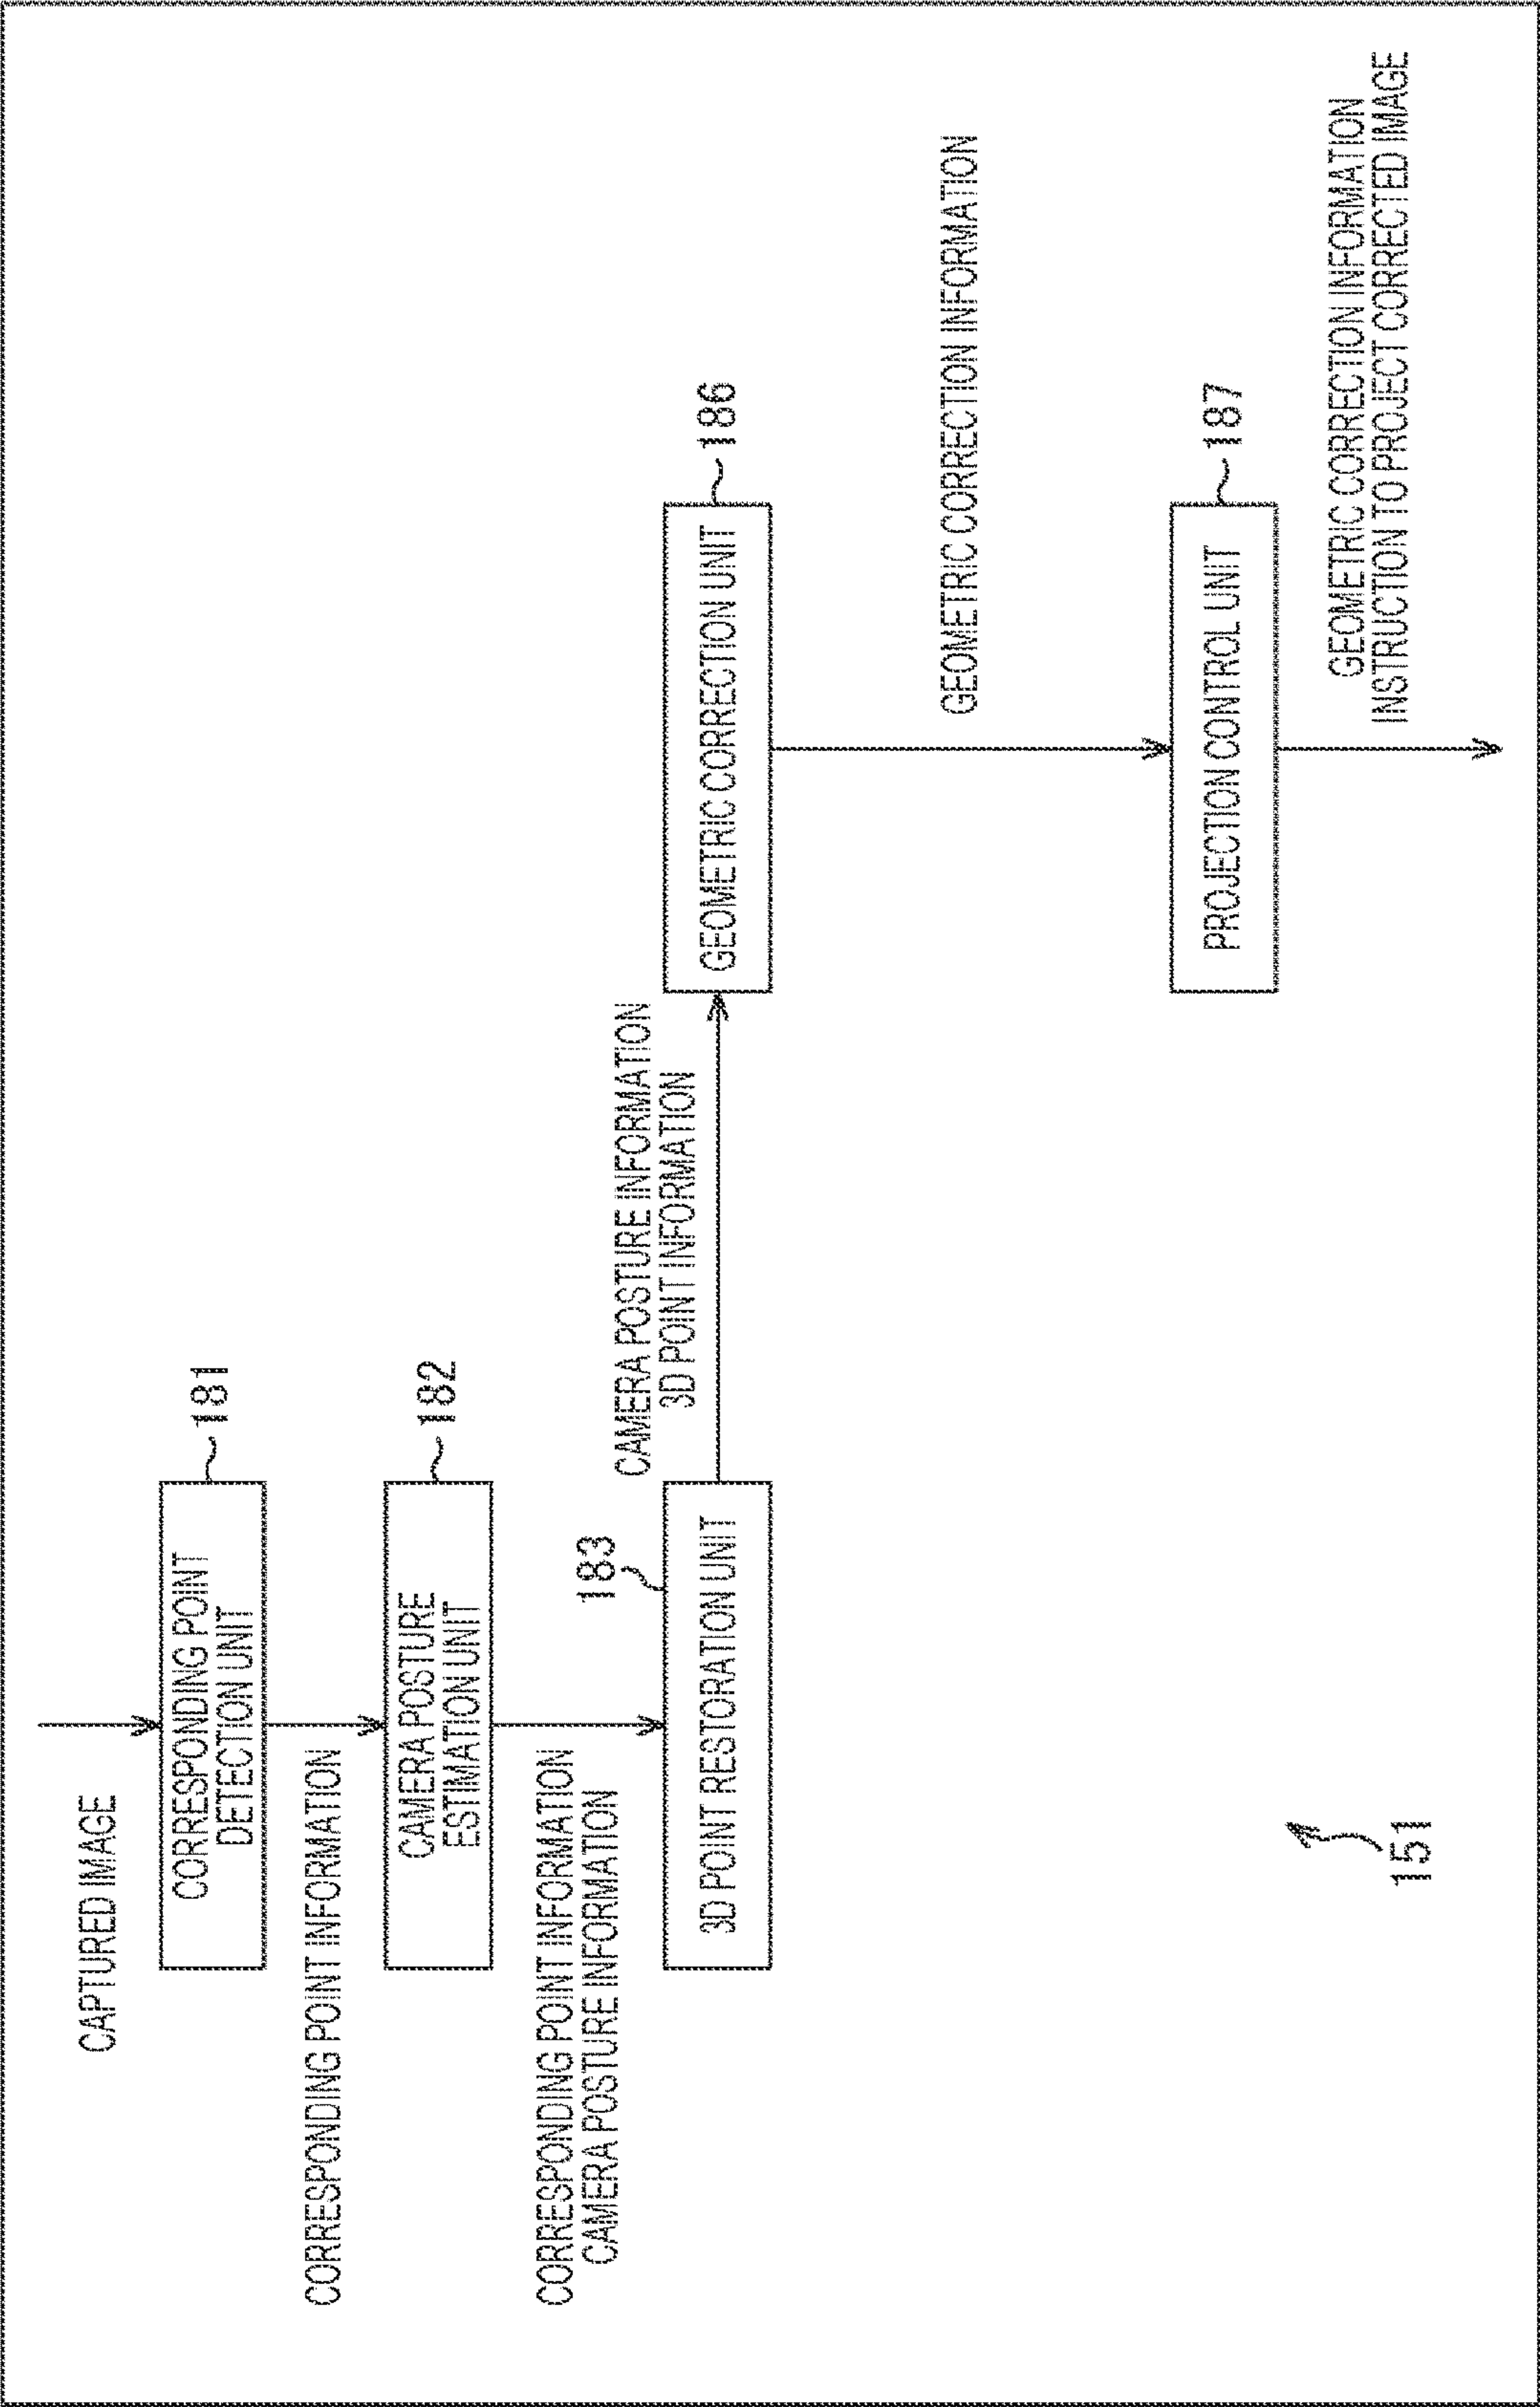 CAPTURED IMAGE
CORRESPONDING POINT
DETECTION UNIT
181
CORRESPONDING POINT INFORMATION
CAMERA POSTURE
ESTIMATION UNIT
182
CORRESPONDING POINT INFORMATION
CAMERA POSTURE INFORMATION
183
3D POINT RESTORATION UNIT
CAMERA POSTURE INFORMATION
3D POINT INFORMATION
GEOMETRIC CORRECTION UNIT
186
GEOMETRIC CORRECTION INFORMATION
PROJECTION CONTROL UNIT
187
GEOMETRIC CORRECTION INFORMATION
INSTRUCTION TO PROJECT CORRECTED IMAGE
151